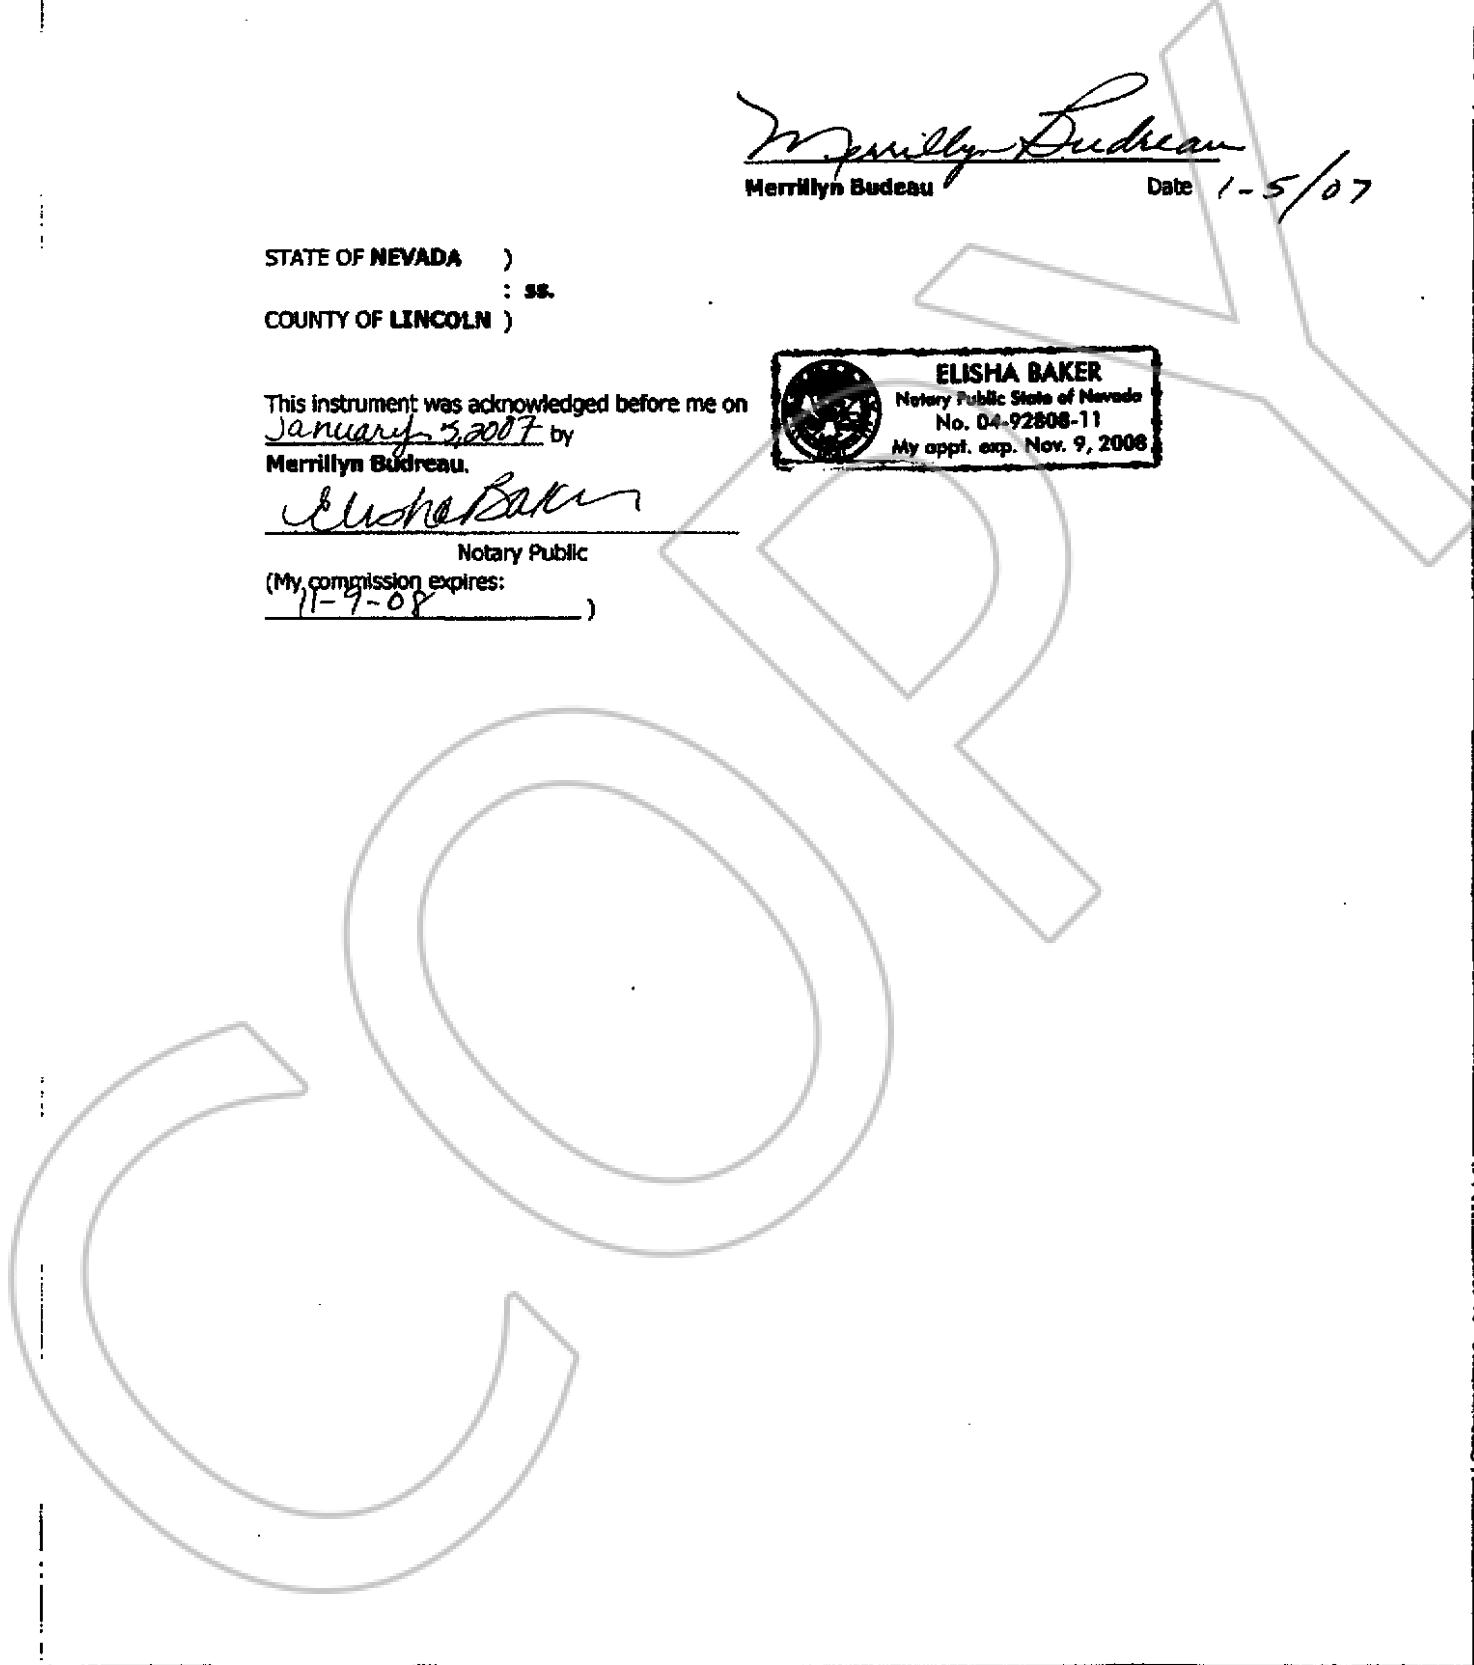 Merrillyn Budreau
Merrillyn Budeau Date 1-5/07
STATE OF NEVADA )
: ss.
COUNTY OF LINCOLN )
This instrument was acknowledged before me on
January 5, 2007 by
Merrillyn Budreau.
Elisha Baker
Notary Public
(My commission expires:
11-9-08 )
ELISHA BAKER
Notary Public State of Nevada
No. 04-92808-11
My appt. exp. Nov. 9, 2008
COPY